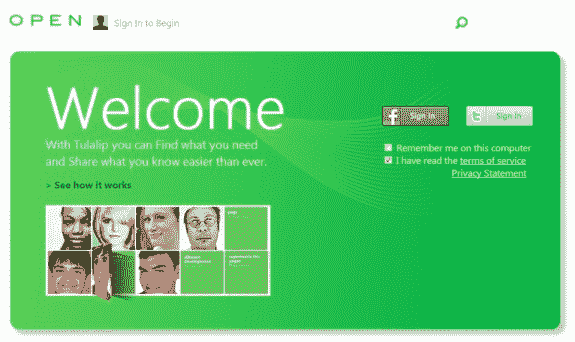 OPEN
Sign In to Begin
Welcome
With Tulalip you can Find what you need
and Share what you know easier than ever.
> See how it works
Sign In
Sign In
Remember me on this computer
I have read the terms of service
Privacy Statement